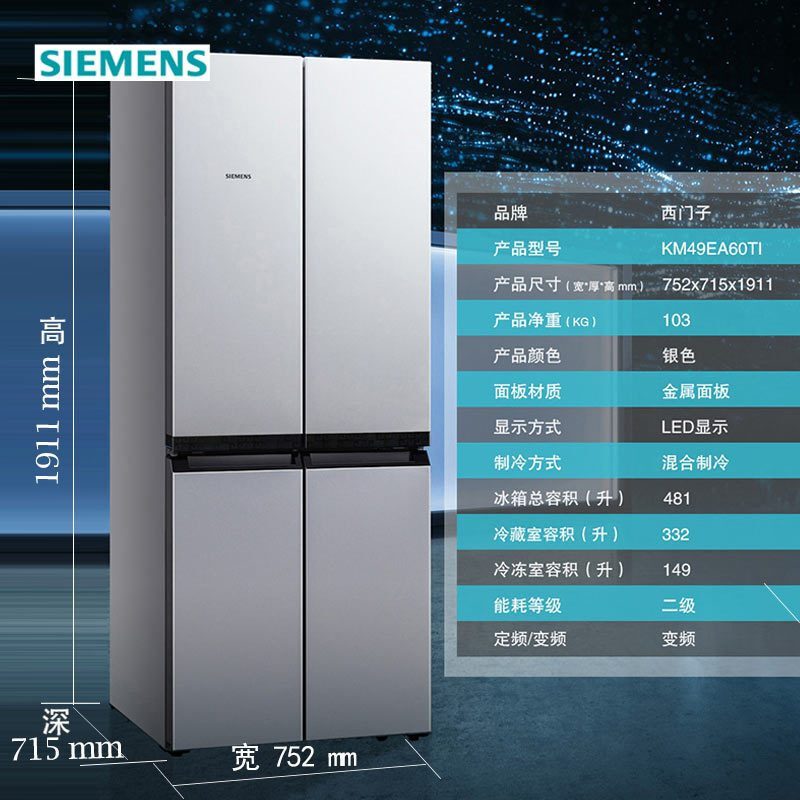 SIEMENS
SIEMENS
品牌 西门子
产品型号 KM49EA60TI
产品尺寸(宽*厚*高 mm) 752x715x1911
产品净重(KG) 103
产品颜色 银色
面板材质 金属面板
显示方式 LED显示
制冷方式 混合制冷
冰箱总容积(升) 481
冷藏室容积(升) 332
冷冻室容积(升) 149
能耗等级 二级
定频/变频 变频
1911 mm 高
深
715 mm
宽 752 mm